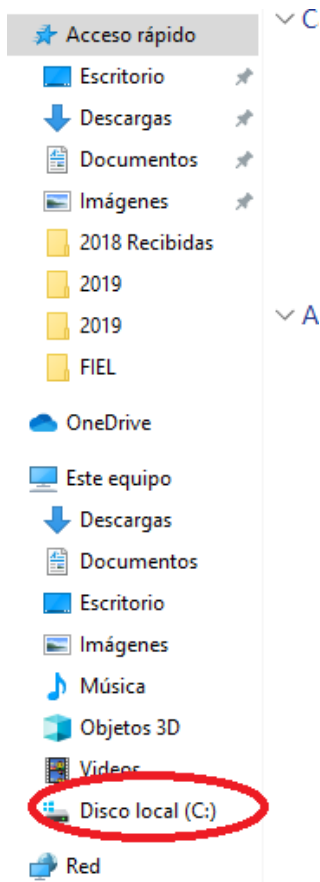 Acceso rápido
Escritorio
Descargas
Documentos
Imágenes
2018 Recibidas
2019
2019
FIEL
OneDrive
Este equipo
Descargas
Documentos
Escritorio
Imágenes
Música
Objetos 3D
Videos
Disco local (C:)
Red
C
A